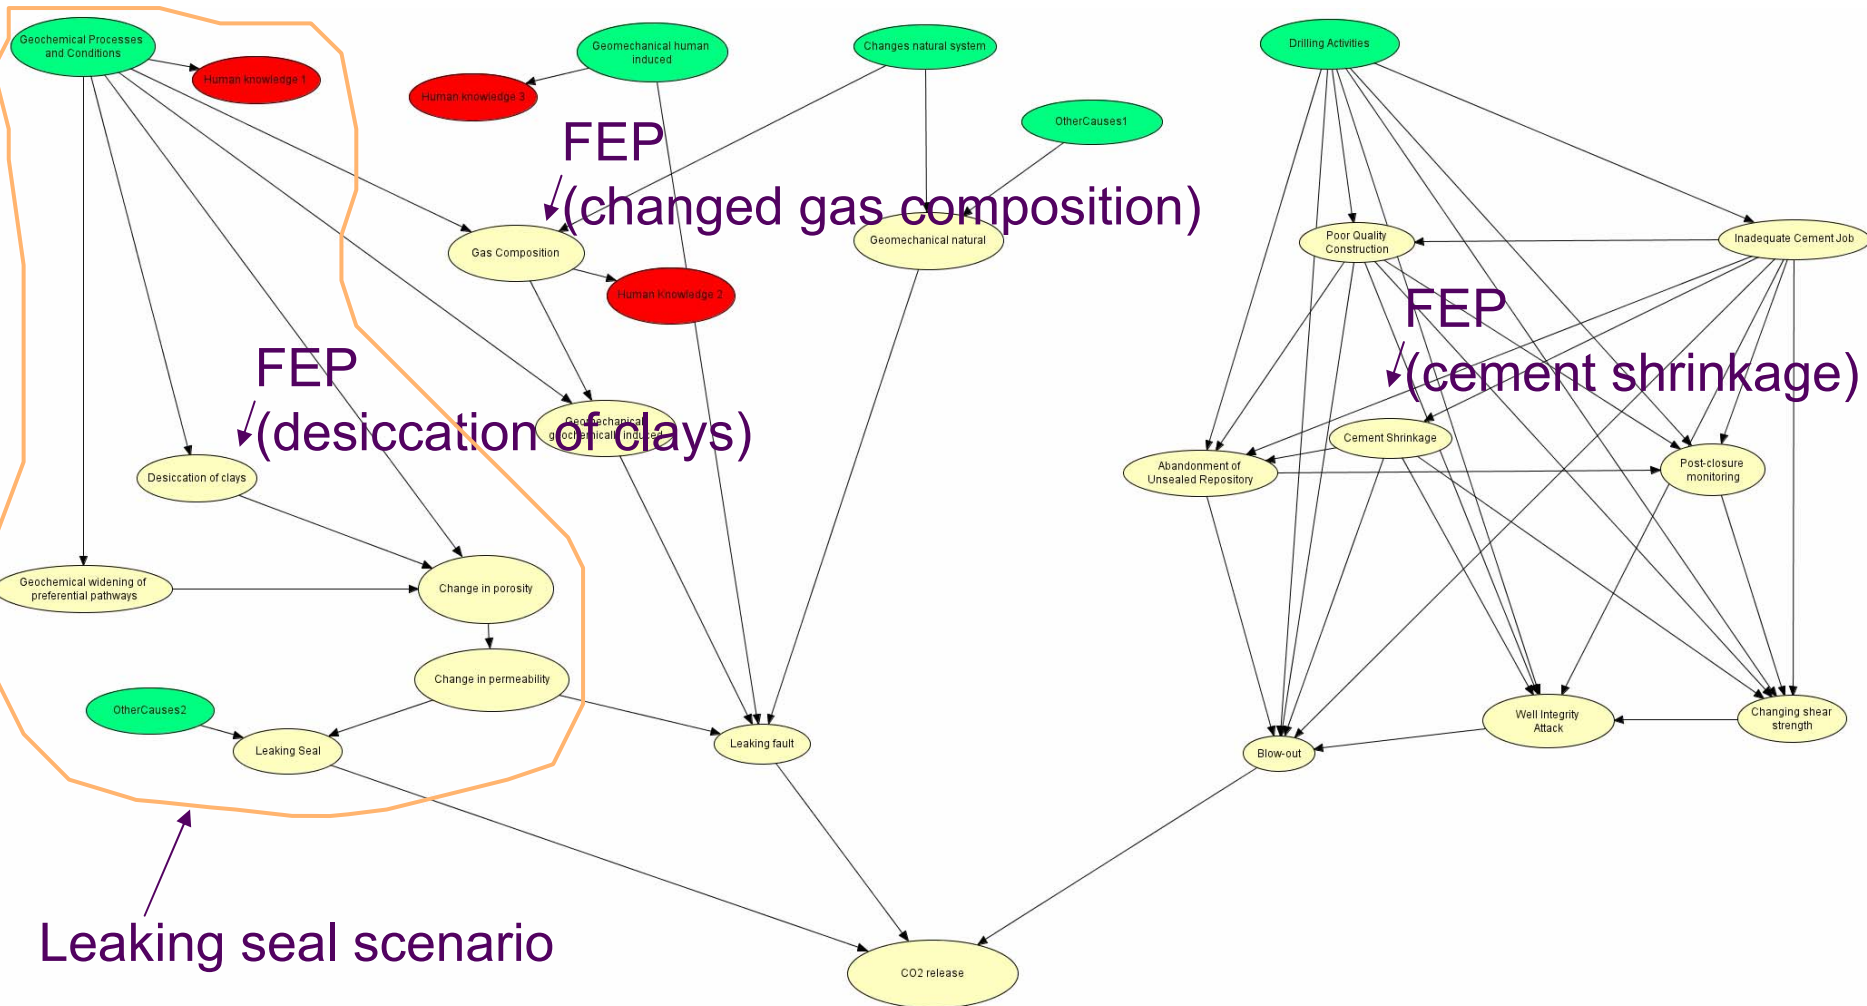 Geochemical Processes
and Conditions
Human knowledge 1
Geomechanical human
induced
Human knowledge 3
Changes natural system
OtherCauses1
Drilling Activities
FEP
(changed gas composition)
Gas Composition
Human Knowledge 2
Geomechanical natural
Poor Quality
Construction
Inadequate Cement Job
FEP
(cement shrinkage)
FEP
(desiccation of clays)
Geomechanical
geochemically induced
Cement Shrinkage
Abandonment of
Unsealed Repository
Post-closure
monitoring
Desiccation of clays
Geochemical widening of
preferential pathways
Change in porosity
Change in permeability
OtherCauses2
Leaking Seal
Leaking fault
Blow-out
Well Integrity
Attack
Changing shear
strength
Leaking seal scenario
CO2 release